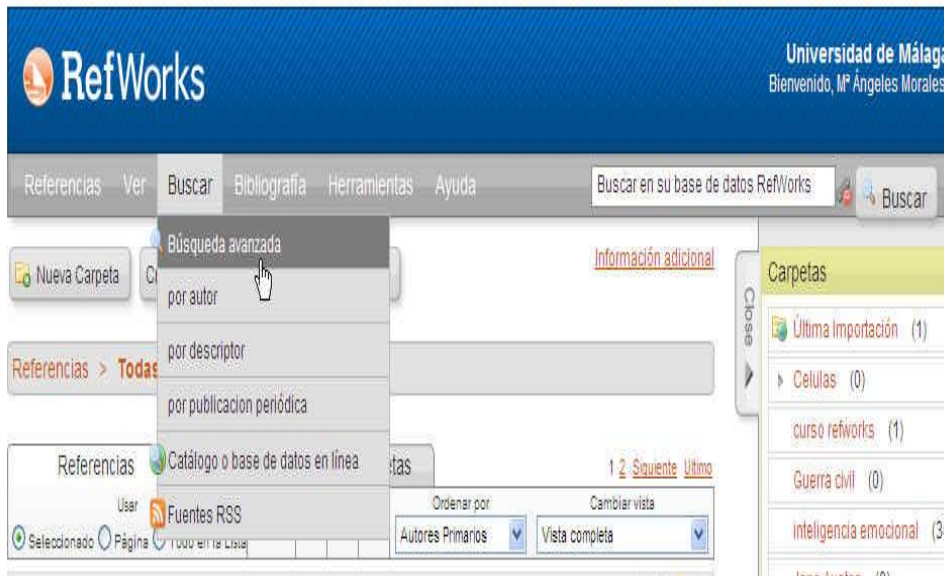 RefWorks
Universidad de Málaga
Bienvenido, Mª Ángeles Morales
Referencias Ver Buscar Bibliografía Herramientas Ayuda
Buscar en su base de datos RefWorks
Buscar
Búsqueda avanzada
por autor
por descriptor
por publicacion periódica
Catálogo o base de datos en línea
Fuentes RSS
Nueva Carpeta
Información adicional
Referencias > Todas
Referencias
1 2 Siguiente Ultimo
Usar
Seleccionado Página
Ordenar por
Autores Primarios
Cambiar vista
Vista completa
Close
Carpetas
Última Importación (1)
Celulas (0)
curso refworks (1)
Guerra civil (0)
inteligencia emocional